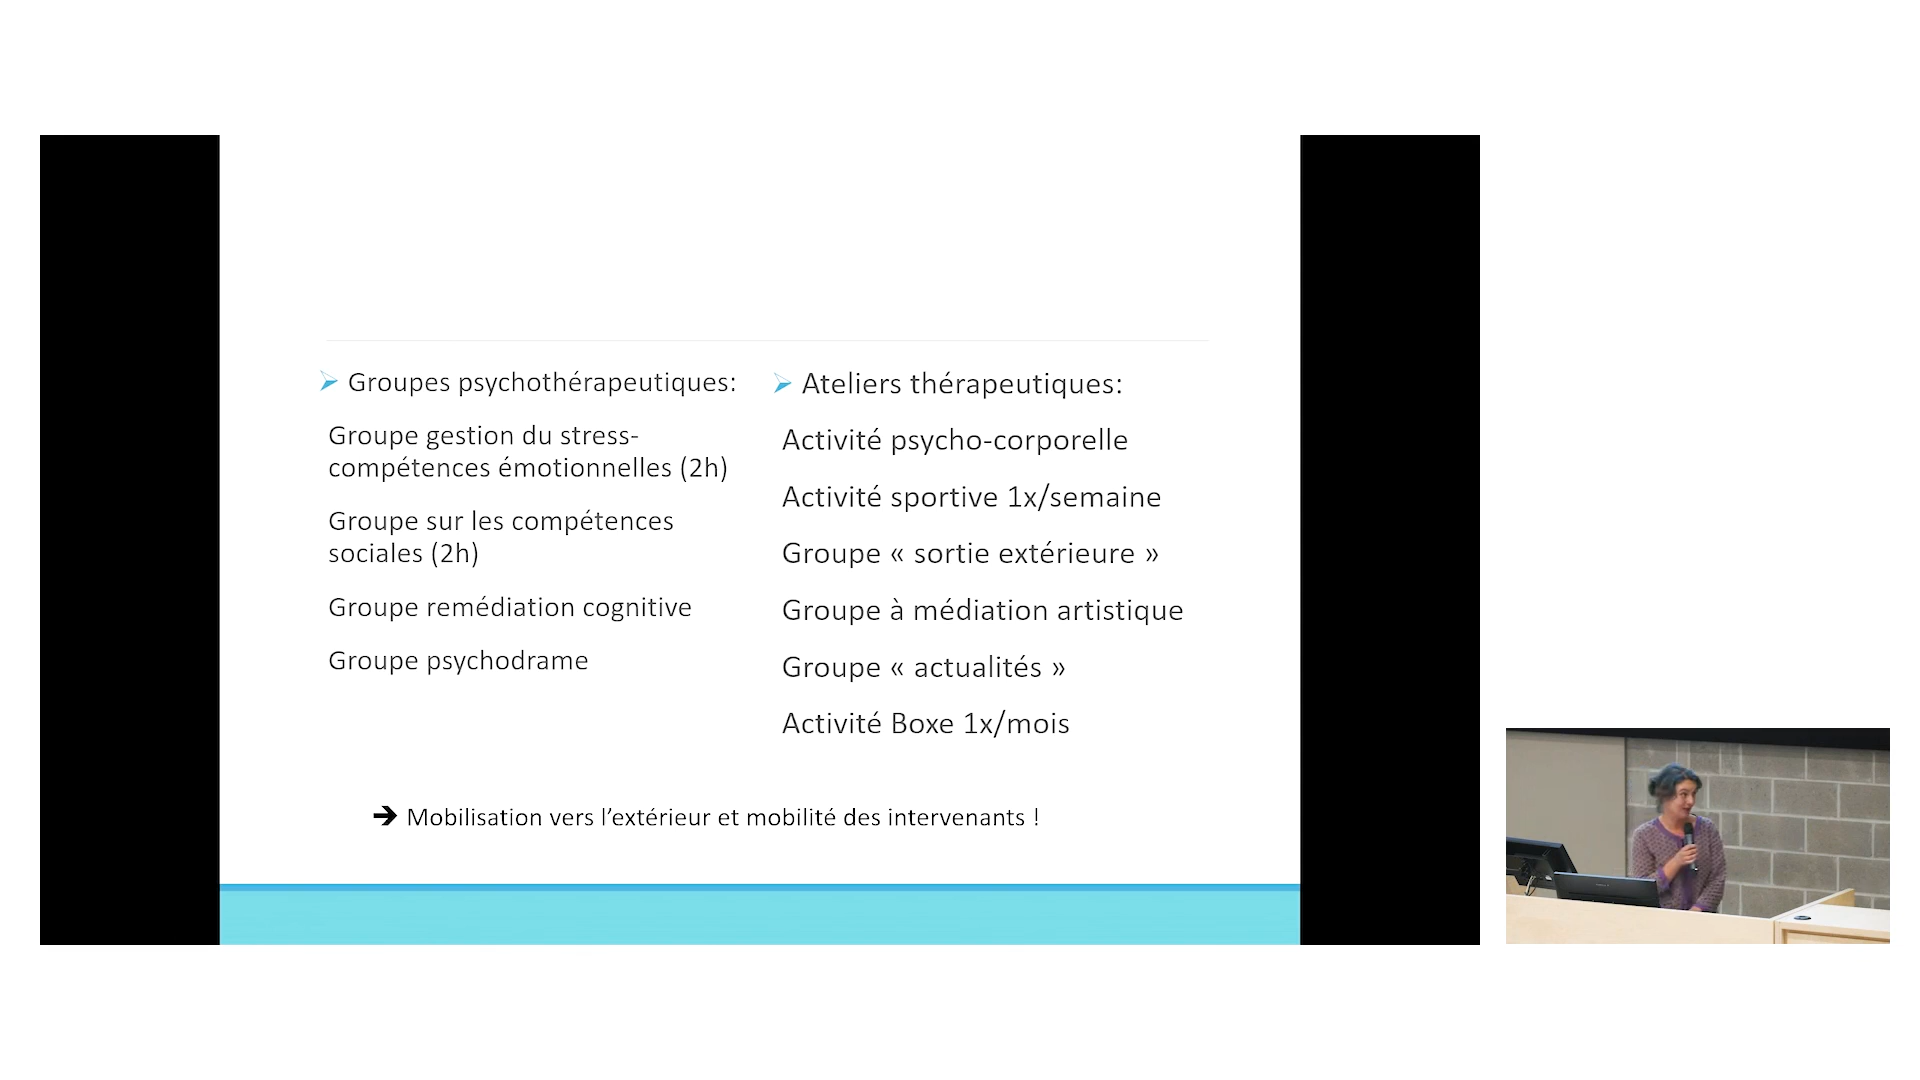 Groupes psychothérapeutiques:
Groupe gestion du stress-
compétences émotionnelles (2h)
Groupe sur les compétences
sociales (2h)
Groupe remédiation cognitive
Groupe psychodrame
Ateliers thérapeutiques:
Activité psycho-corporelle
Activité sportive 1x/semaine
Groupe « sortie extérieure »
Groupe à médiation artistique
Groupe « actualités »
Activité Boxe 1x/mois
➔ Mobilisation vers l’extérieur et mobilité des intervenants !